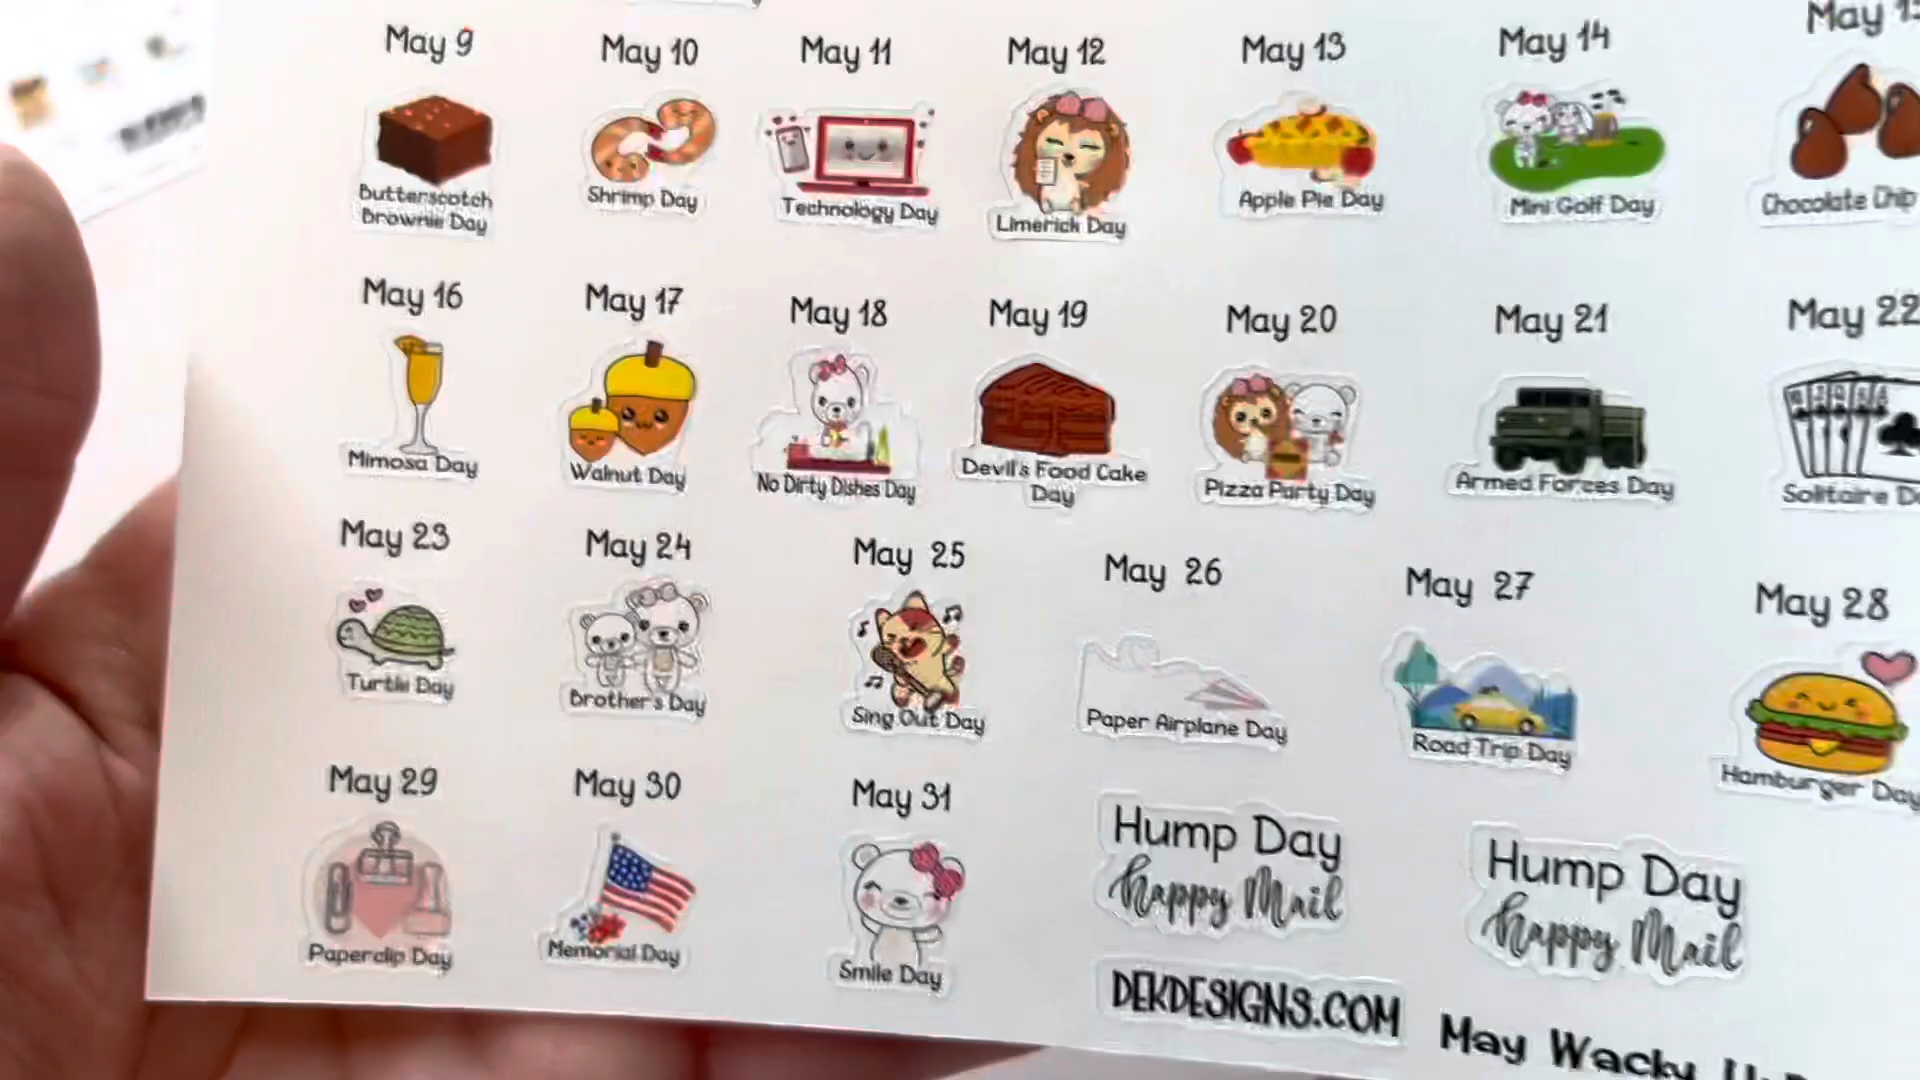 May 9
May 10
May 11
May 12
May 13
May 14
May
Butterscotch
Brownie Day
Shrimp Day
Technology Day
Limerick Day
Apple Pie Day
Mini Golf Day
Chocolate Chip
May 16
May 17
May 18
May 19
May 20
May 21
May 22
Mimosa Day
Walnut Day
No Dirty Dishes Day
Devil's Food Cake
Day
Pizza Party Day
Armed Forces Day
Solitaire
May 23
May 24
May 25
May 26
May 27
May 28
Turtle Day
Brother's Day
Sing Out Day
Paper Airplane Day
Road Trip Day
Hamburger Day
May 29
May 30
May 31
Paperclip Day
Memorial Day
Smile Day
Hump Day
Happy Mail
Hump Day
Happy Mail
DEKDESIGNS.COM
May Wacky